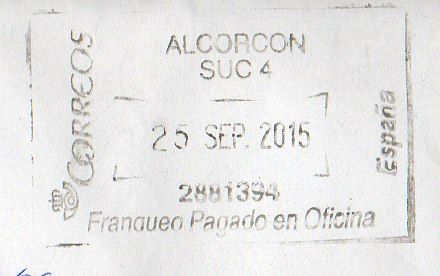 CORREOS
ALCORCON
SUC 4
25 SEP. 2015
2881394
Franqueo Pagado en Oficina
España